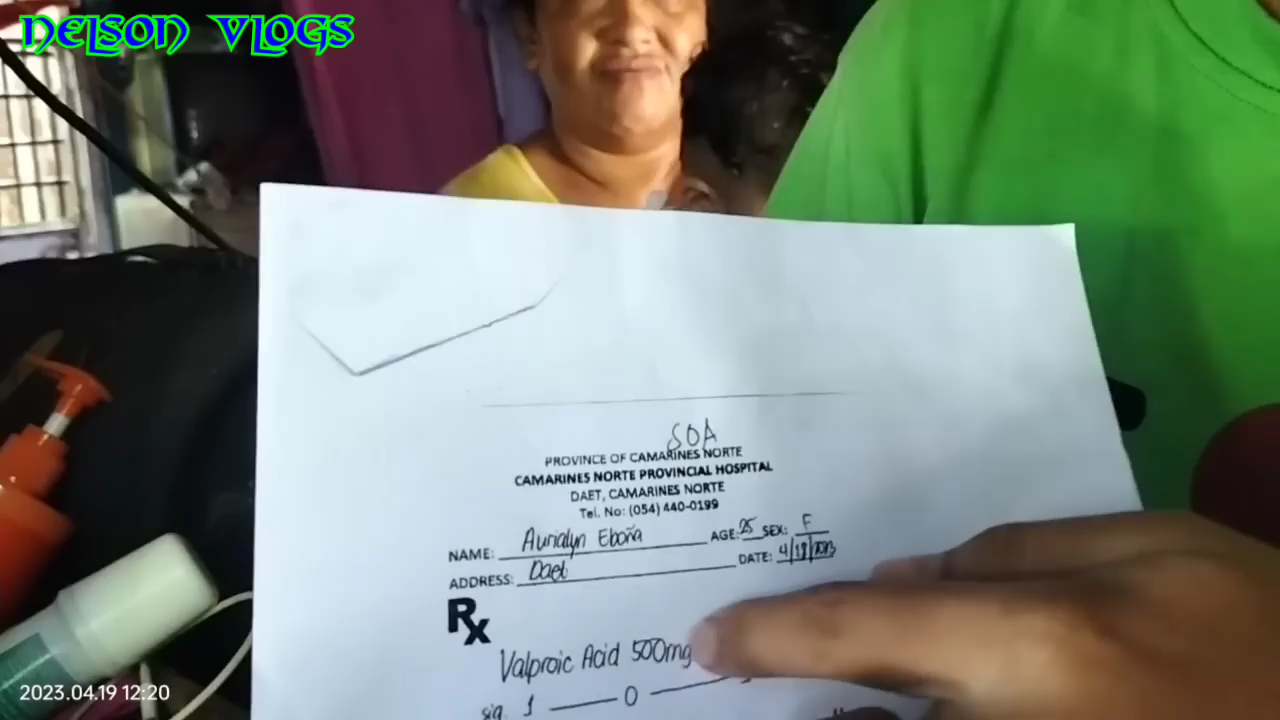 NELSON VLOGS
SOA
PROVINCE OF CAMARINES NORTE
CAMARINES NORTE PROVINCIAL HOSPITAL
DAET, CAMARINES NORTE
Tel. No: (054) 440-0199
NAME: Aurialyn Eboña AGE: 25 SEX: F
ADDRESS: Daet DATE: 4/18/2023
Rx
Valproic Acid 500mg
sig. 1 — 0 —
2023.04.19 12:20